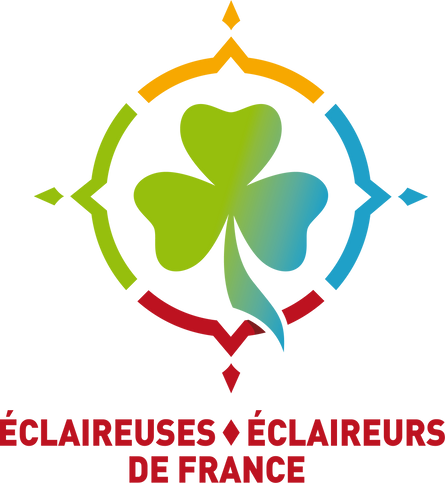 ÉCLAIREUSES ♦ ÉCLAIREURS
DE FRANCE